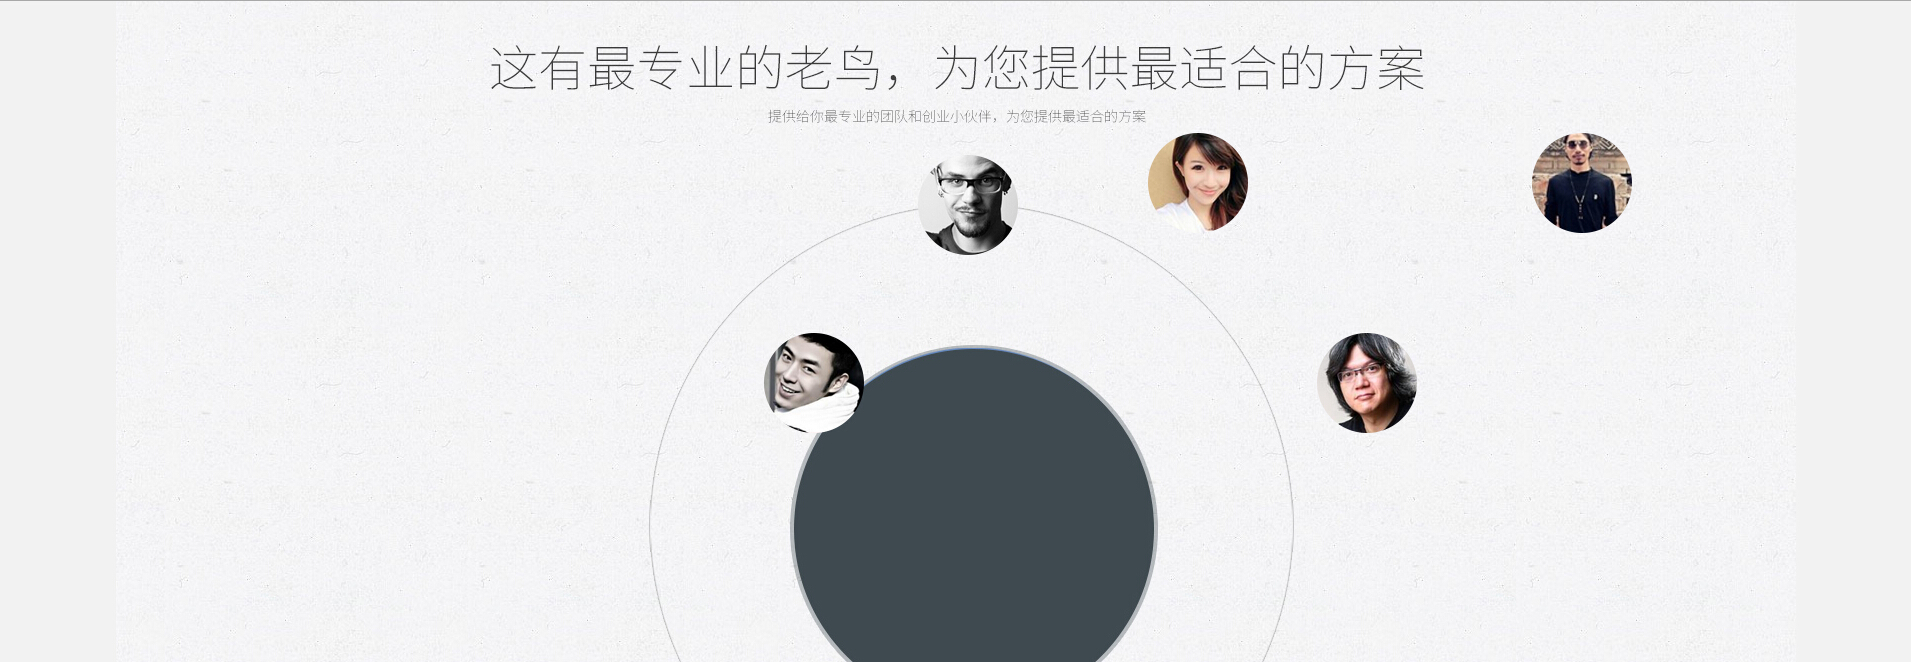 这有最专业的老鸟，为您提供最适合的方案
提供给你最专业的团队和创业小伙伴，为您提供最适合的方案